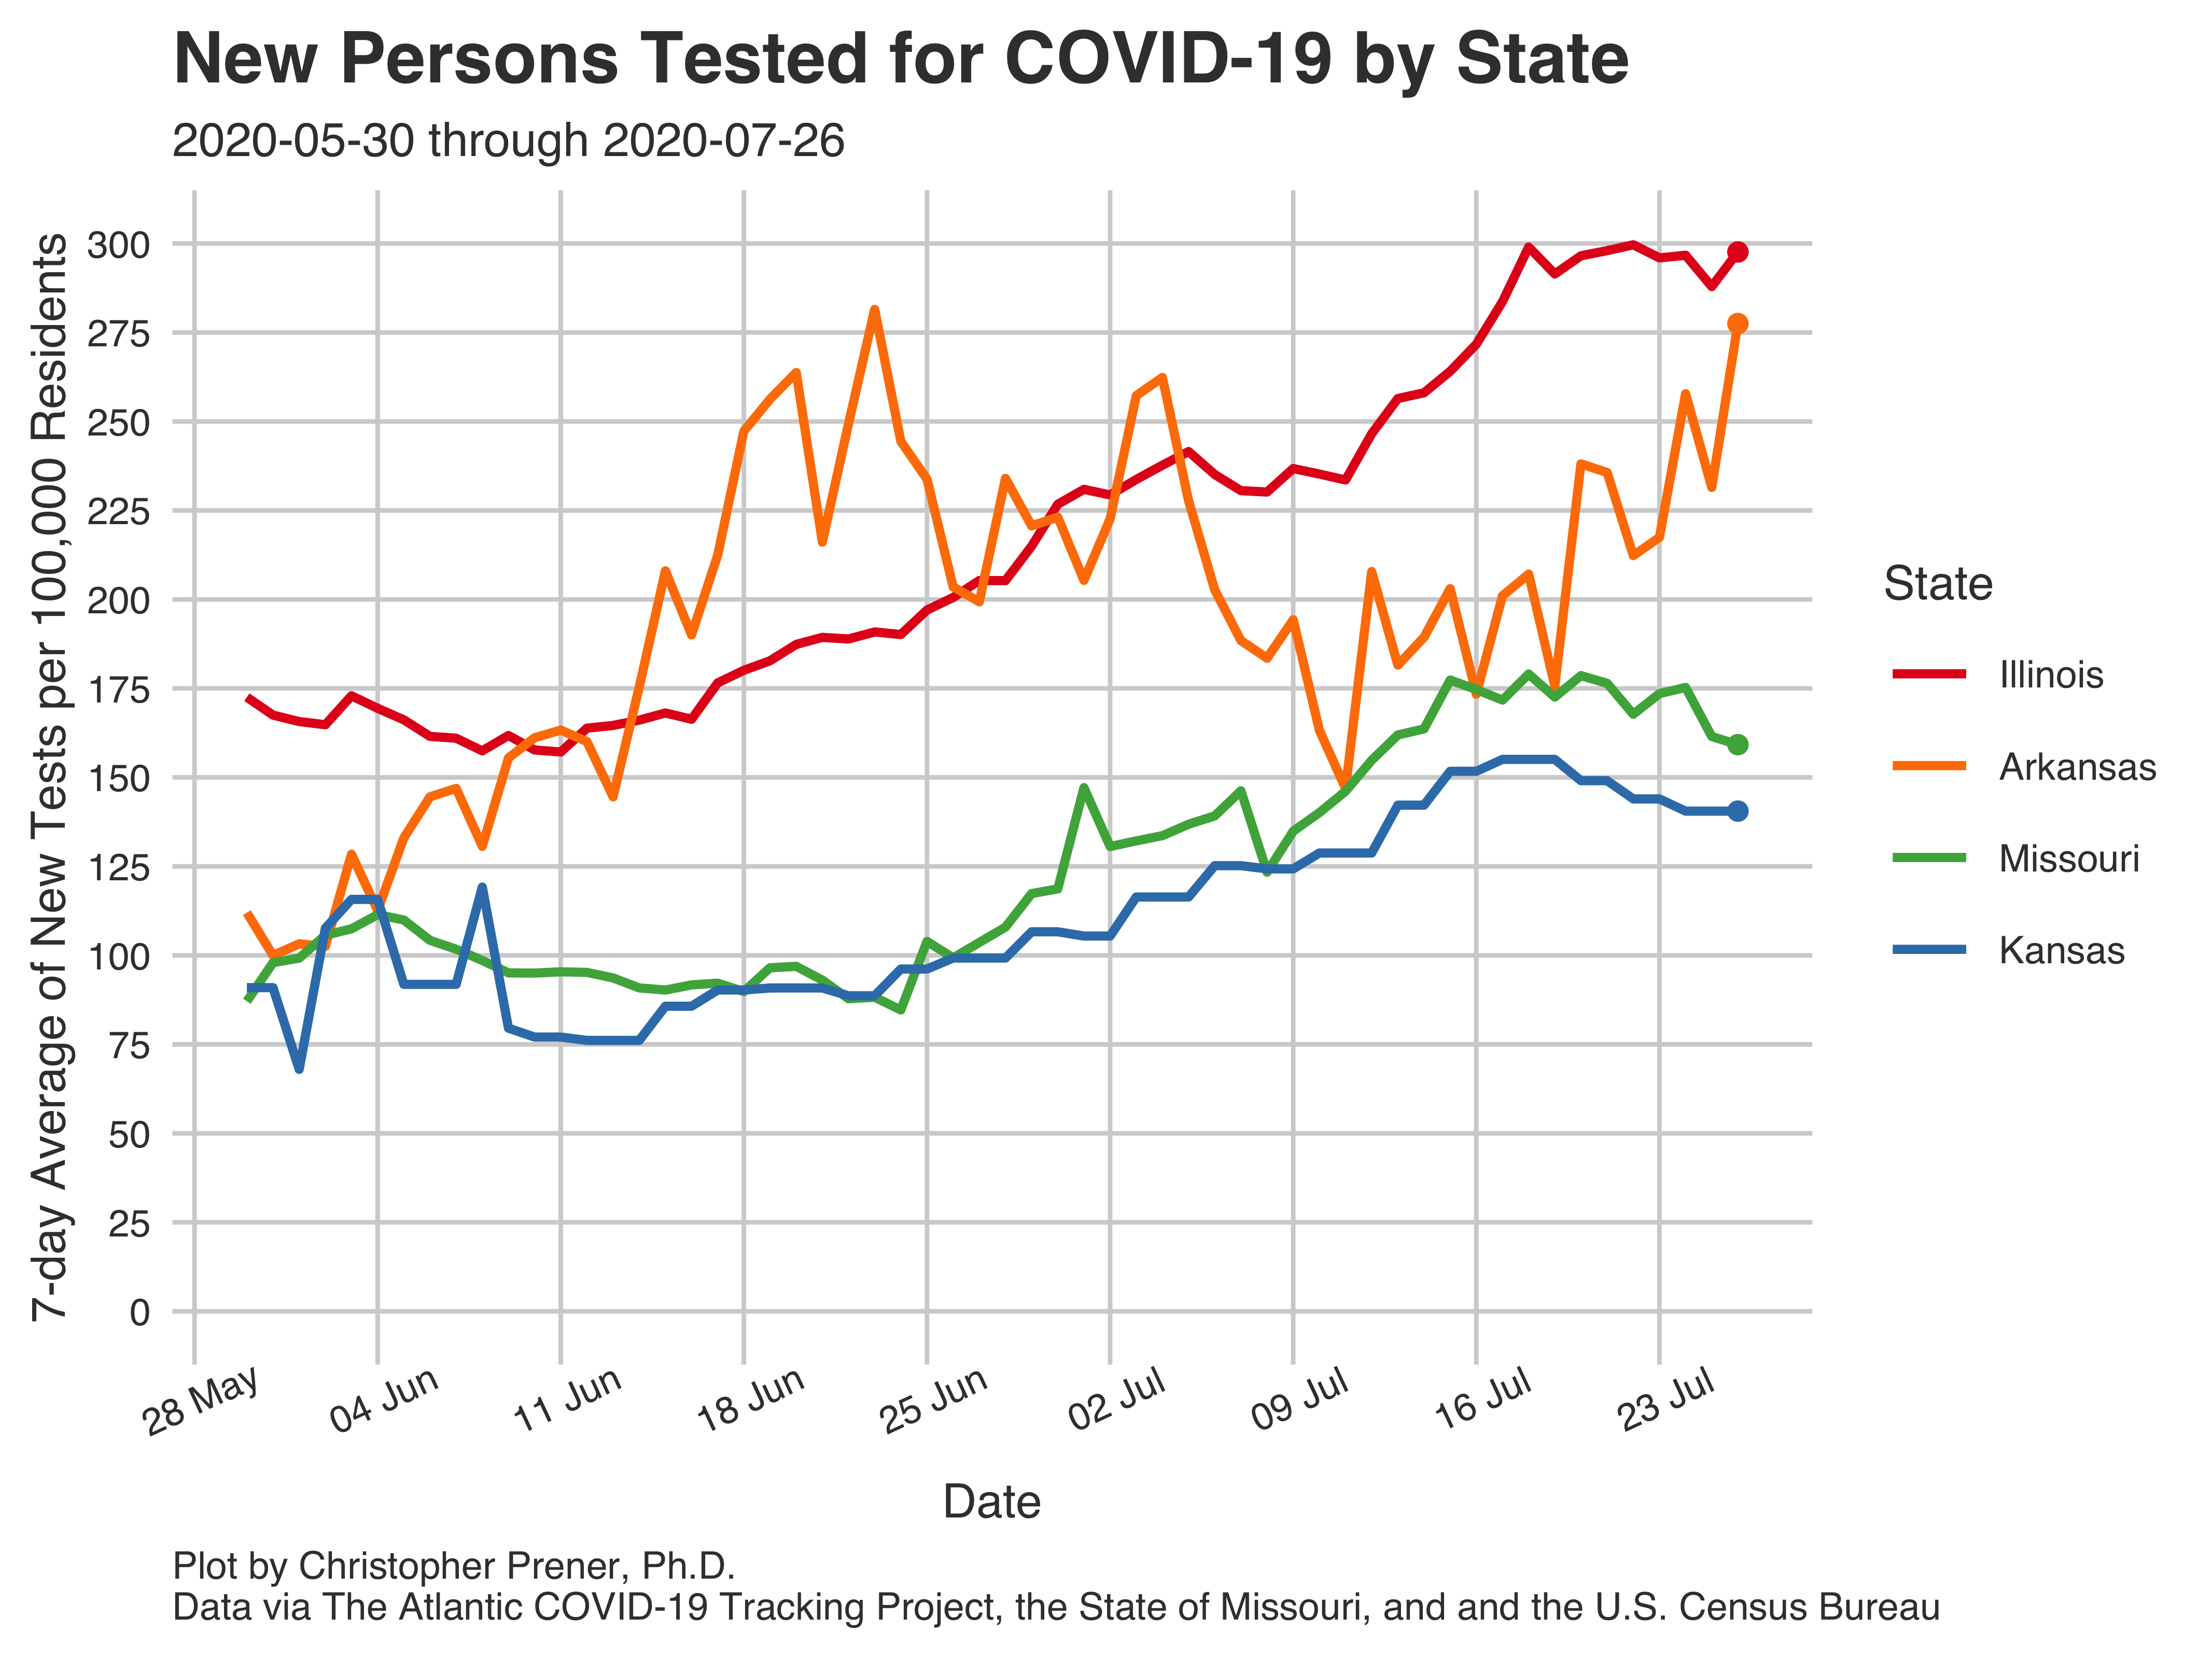 New Persons Tested for COVID-19 by State
2020-05-30 through 2020-07-26
7-day Average of New Tests per 100,000 Residents
300
275
250
225
200
175
150
125
100
75
50
25
0
28 May
04 Jun
11 Jun
18 Jun
25 Jun
02 Jul
09 Jul
16 Jul
23 Jul
Date
State
Illinois
Arkansas
Missouri
Kansas
Plot by Christopher Prener, Ph.D.
Data via The Atlantic COVID-19 Tracking Project, the State of Missouri, and and the U.S. Census Bureau